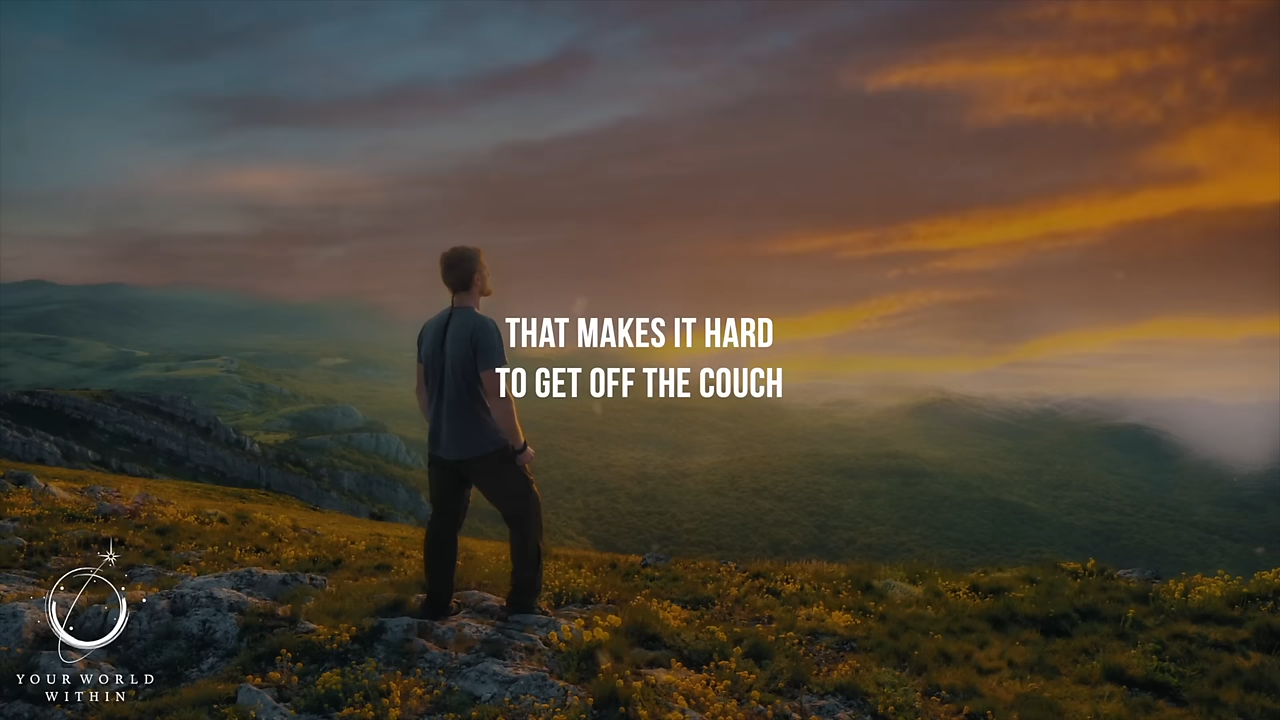 THAT MAKES IT HARD
TO GET OFF THE COUCH
YOUR WORLD
WITHIN